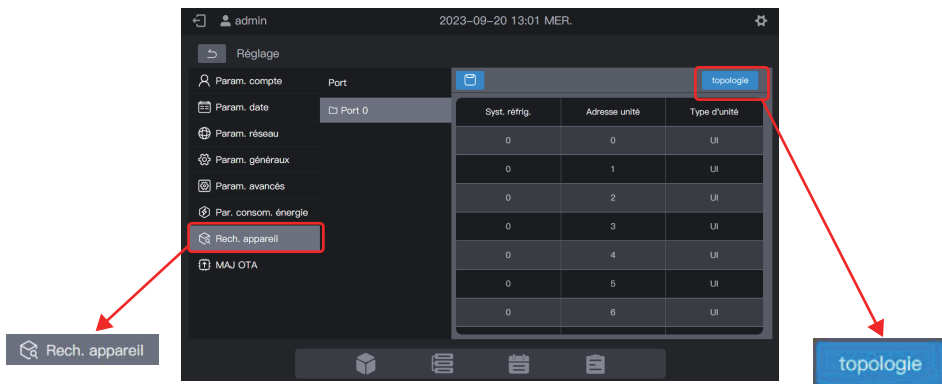 admin
2023-09-20 13:01 MER.
Réglage
Param. compte
Param. date
Param. réseau
Param. généraux
Param. avancés
Par. consom. énergie
Rech. appareil
MAJ OTA
Port
Port 0
topologie
Syst. réfrig. Adresse unité Type d'unité
0 0 UI
0 1 UI
0 2 UI
0 3 UI
0 4 UI
0 5 UI
0 6 UI
Rech. appareil
topologie